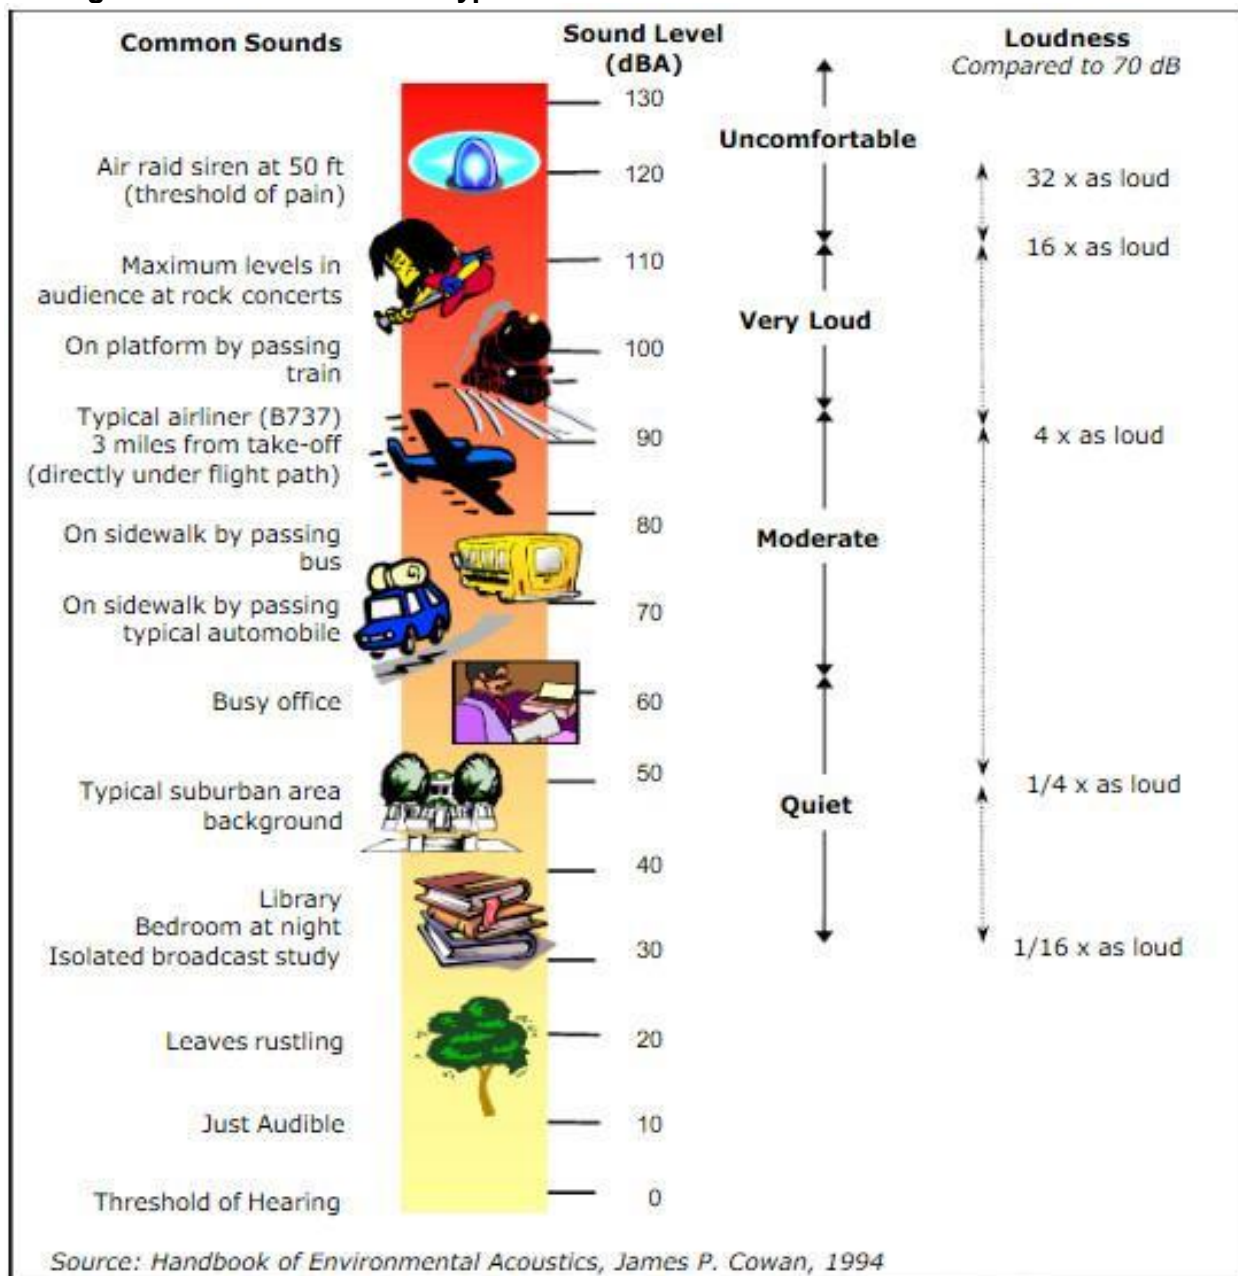 Common Sounds
Sound Level
(dBA)
Loudness
Compared to 70 dB
130
Uncomfortable
Air raid siren at 50 ft
(threshold of pain)
120
32 x as loud
16 x as loud
Maximum levels in
audience at rock concerts
110
Very Loud
On platform by passing
train
100
Typical airliner (B737)
3 miles from take-off
(directly under flight path)
90
4 x as loud
On sidewalk by passing
bus
80
Moderate
On sidewalk by passing
typical automobile
70
Busy office
60
50
1/4 x as loud
Typical suburban area
background
Quiet
40
Library
Bedroom at night
Isolated broadcast study
30
1/16 x as loud
Leaves rustling
20
Just Audible
10
Threshold of Hearing
0
Source: Handbook of Environmental Acoustics, James P. Cowan, 1994